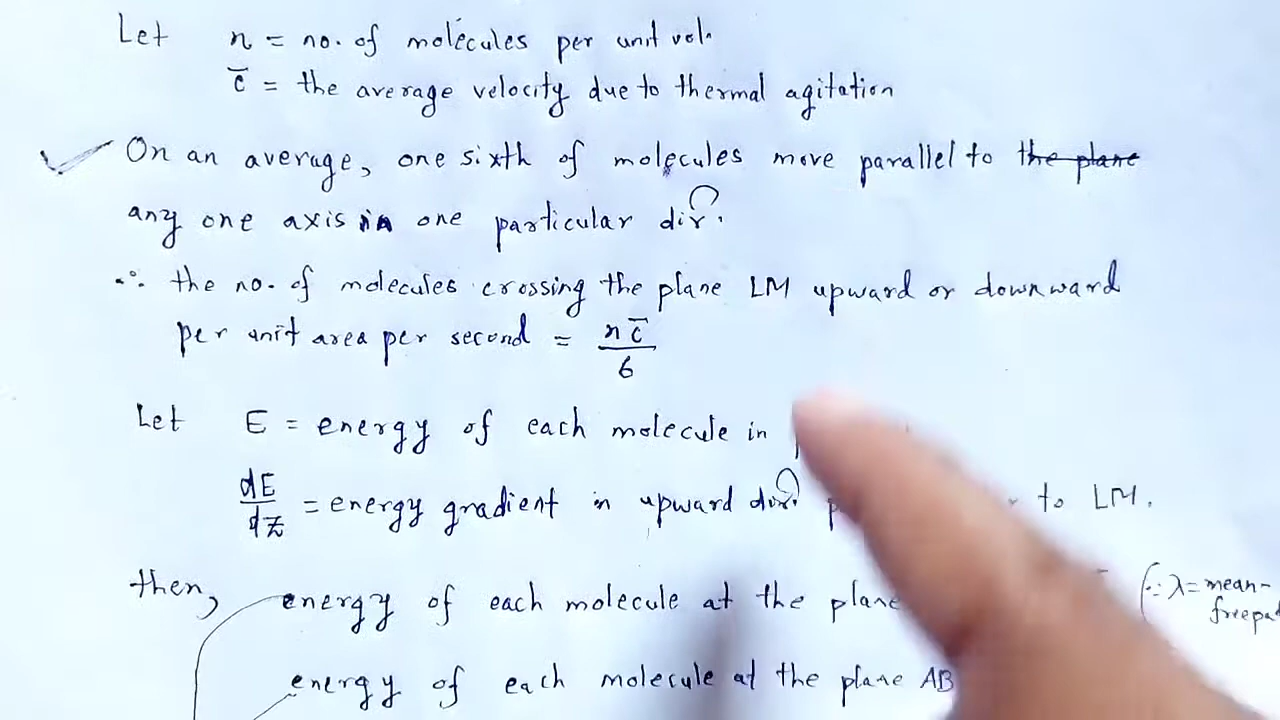 Let n = no. of molecules per unit vol.
c̄ = the average velocity due to thermal agitation
On an average, one sixth of molecules move parallel to the plane
any one axis in one particular dir.
∴ the no. of molecules crossing the plane LM upward or downward
per unit area per second = nc̄/6
Let E = energy of each molecule in
dE/dz = energy gradient in upward dir. to LM.
then, energy of each molecule at the plane (∵ λ = mean-
energy of each molecule at the plane AB